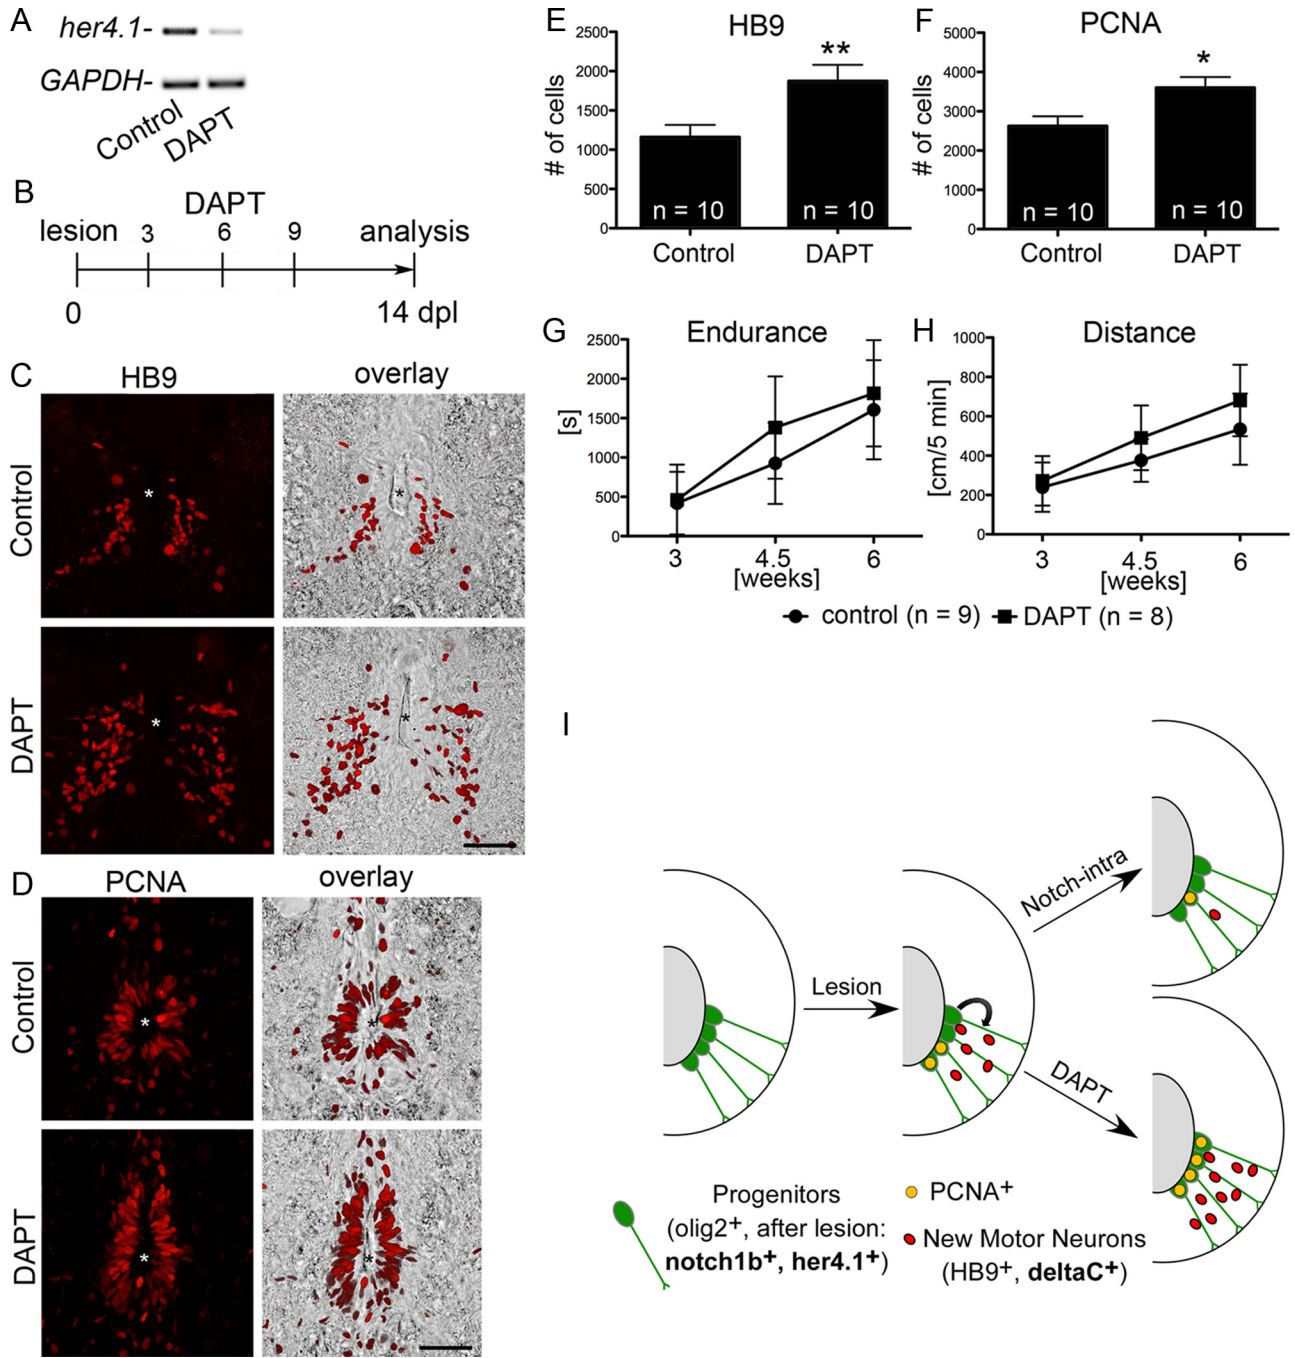 A
her4.1-
GAPDH-
Control
DAPT
B
DAPT
lesion 3 6 9 analysis
0 14 dpl
C
HB9 overlay
Control
*
*
DAPT
*
*
D
PCNA overlay
Control
*
*
DAPT
*
*
E
HB9
# of cells
2500
2000
1500
1000
500
0
**
n = 10 n = 10
Control DAPT
F
PCNA
# of cells
5000
4000
3000
2000
1000
0
*
n = 10 n = 10
Control DAPT
G
Endurance
[s]
2500
2000
1500
1000
500
0
3 4.5 6
[weeks]
H
Distance
[cm/5 min]
1000
800
600
400
200
0
3 4.5 6
[weeks]
control (n = 9) DAPT (n = 8)
I
Lesion
Notch-intra
DAPT
Progenitors
(olig2+, after lesion:
notch1b+, her4.1+)
PCNA+
New Motor Neurons
(HB9+, deltaC+)